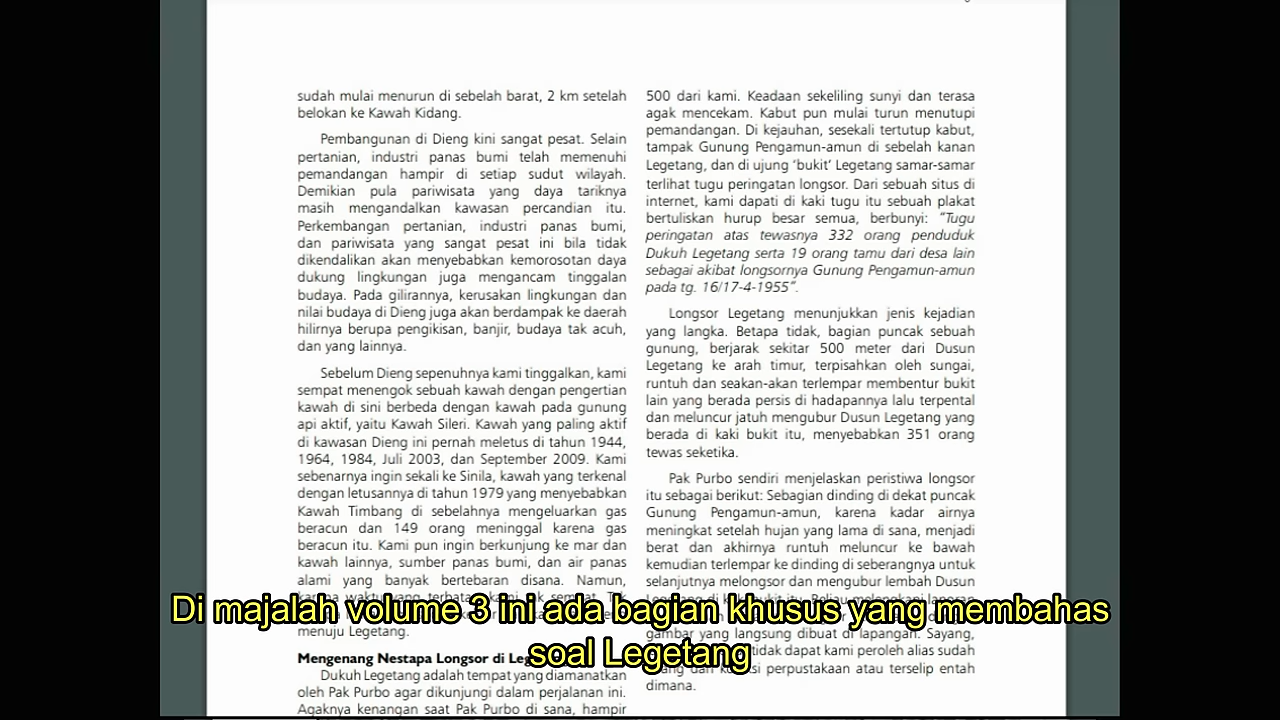 sudah mulai menurun di sebelah barat, 2 km setelah
belokan ke Kawah Kidang.
Pembangunan di Dieng kini sangat pesat. Selain
pertanian, industri panas bumi telah memenuhi
pemandangan hampir di setiap sudut wilayah.
Demikian pula pariwisata yang daya tariknya
masih mengandalkan kawasan percandian itu.
Perkembangan pertanian, industri panas bumi,
dan pariwisata yang sangat pesat ini bila tidak
dikendalikan akan menyebabkan kemorosotan daya
dukung lingkungan juga mengancam tinggalan
budaya. Pada gilirannya, kerusakan lingkungan dan
nilai budaya di Dieng juga akan berdampak ke daerah
hilirnya berupa pengikisan, banjir, budaya tak acuh,
dan yang lainnya.
Sebelum Dieng sepenuhnya kami tinggalkan, kami
sempat menengok sebuah kawah dengan pengertian
kawah di sini berbeda dengan kawah pada gunung
api aktif, yaitu Kawah Sileri. Kawah yang paling aktif
di kawasan Dieng ini pernah meletus di tahun 1944,
1964, 1984, Juli 2003, dan September 2009. Kami
sebenarnya ingin sekali ke Sinila, kawah yang terkenal
dengan letusannya di tahun 1979 yang menyebabkan
Kawah Timbang di sebelahnya mengeluarkan gas
beracun dan 149 orang meninggal karena gas
beracun itu. Kami pun ingin berkunjung ke mar dan
kawah lainnya, sumber panas bumi, dan air panas
alami yang banyak bertebaran disana. Namun,
menuju Legetang.
Mengenang Nestapa Longsor di
Dukuh Legetang adalah tempat yang diamanatkan
oleh Pak Purbo agar dikunjungi dalam perjalanan ini.
Agaknya kenangan saat Pak Purbo di sana, hampir
500 dari kami. Keadaan sekeliling sunyi dan terasa
agak mencekam. Kabut pun mulai turun menutupi
pemandangan. Di kejauhan, sesekali tertutup kabut,
tampak Gunung Pengamun-amun di sebelah kanan
Legetang, dan di ujung ‘bukit’ Legetang samar-samar
terlihat tugu peringatan longsor. Dari sebuah situs di
internet, kami dapati di kaki tugu itu sebuah plakat
bertuliskan hurup besar semua, berbunyi: “Tugu
peringatan atas tewasnya 332 orang penduduk
Dukuh Legetang serta 19 orang tamu dari desa lain
sebagai akibat longsornya Gunung Pengamun-amun
pada tg. 16/17-4-1955”.
Longsor Legetang menunjukkan jenis kejadian
yang langka. Betapa tidak, bagian puncak sebuah
gunung, berjarak sekitar 500 meter dari Dusun
Legetang ke arah timur, terpisahkan oleh sungai,
runtuh dan seakan-akan terlempar membentur bukit
lain yang berada persis di hadapannya lalu terpental
dan meluncur jatuh mengubur Dusun Legetang yang
berada di kaki bukit itu, menyebabkan 351 orang
tewas seketika.
Pak Purbo sendiri menjelaskan peristiwa longsor
itu sebagai berikut: Sebagian dinding di dekat puncak
Gunung Pengamun-amun, karena kadar airnya
meningkat setelah hujan yang lama di sana, menjadi
berat dan akhirnya runtuh meluncur ke bawah
kemudian terlempar ke dinding di seberangnya untuk
selanjutnya melongsor dan mengubur lembah Dusun
gambar yang langsung dibuat di lapangan. Sayang,
tidak dapat kami peroleh alias sudah
perpustakaan atau terselip entah
dimana.
Di majalah volume 3 ini ada bagian khusus yang membahas
soal Legetang